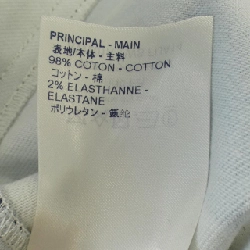 PRINCIPAL - MAIN
表地/本体 - 主料
98% COTON - COTTON
コットン - 棉
2% ELASTHANNE -
ELASTANE
ポリウレタン - 氨纶